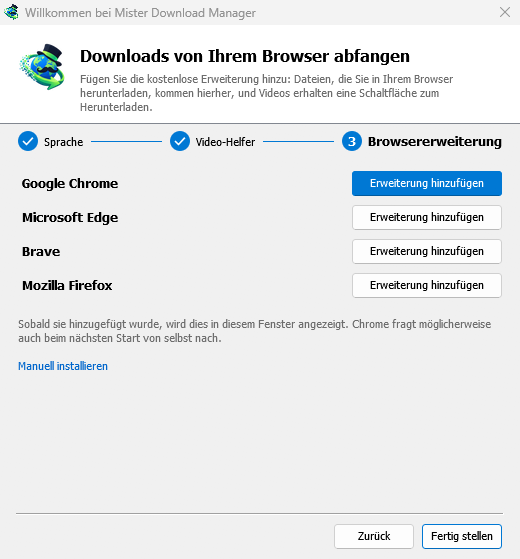 Willkommen bei Mister Download Manager
Downloads von Ihrem Browser abfangen
Fügen Sie die kostenlose Erweiterung hinzu: Dateien, die Sie in Ihrem Browser
herunterladen, kommen hierher, und Videos erhalten eine Schaltfläche zum
Herunterladen.
Sprache
Video-Helfer
3 Browsererweiterung
Google Chrome
Erweiterung hinzufügen
Microsoft Edge
Erweiterung hinzufügen
Brave
Erweiterung hinzufügen
Mozilla Firefox
Erweiterung hinzufügen
Sobald sie hinzugefügt wurde, wird dies in diesem Fenster angezeigt. Chrome fragt möglicherweise
auch beim nächsten Start von selbst nach.
Manuell installieren
Zurück
Fertig stellen